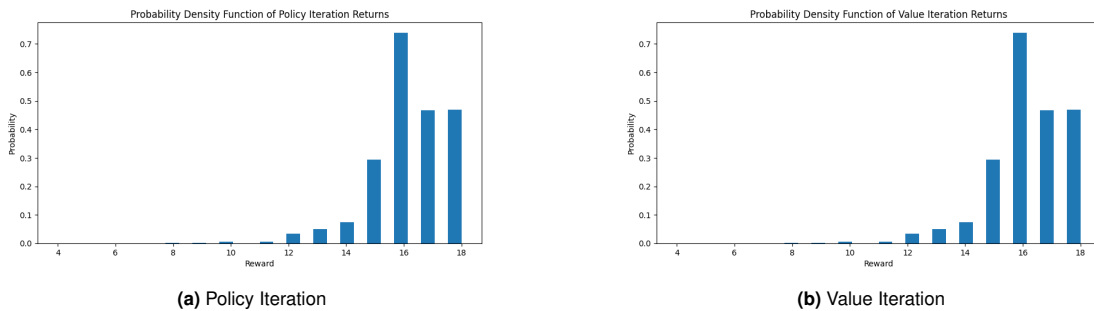 Probability Density Function of Policy Iteration Returns
0.7
0.6
0.5
0.4
0.3
0.2
0.1
0.0
Probability
4 6 8 10 12 14 16 18
Reward
(a) Policy Iteration
Probability Density Function of Value Iteration Returns
0.7
0.6
0.5
0.4
0.3
0.2
0.1
0.0
Probability
4 6 8 10 12 14 16 18
Reward
(b) Value Iteration